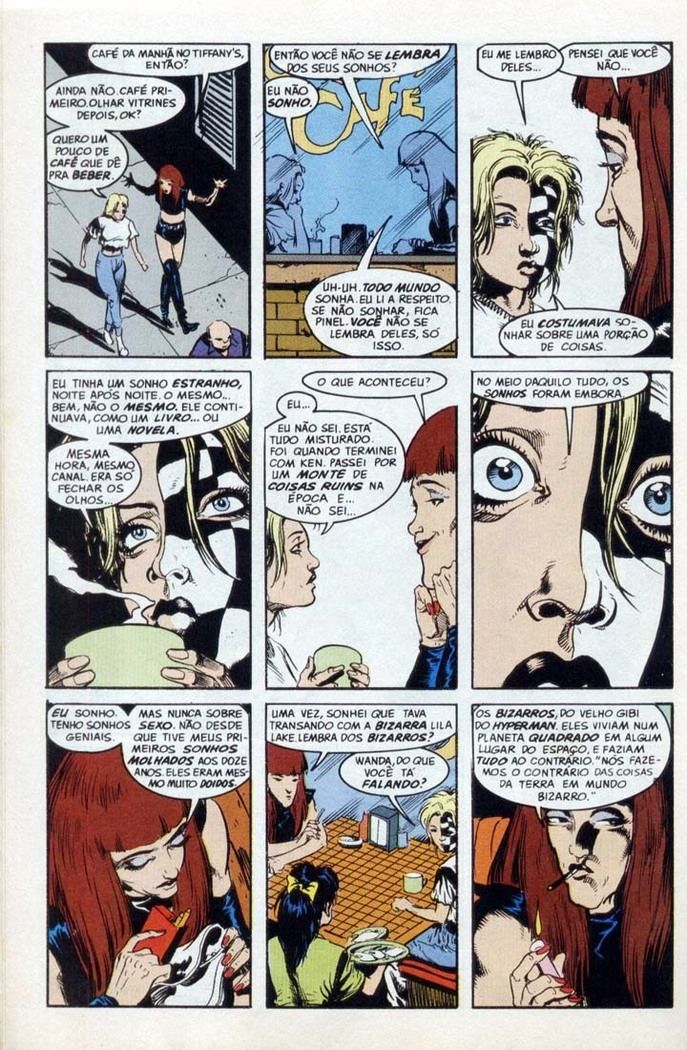 CAFÉ DA MANHÃ NO TIFFANY'S,
ENTÃO?
AINDA NÃO. CAFÉ PRI-
MEIRO. OLHAR VITRINES
DEPOIS, OK?
QUERO UM
POUCO DE
CAFÉ QUE DÊ
PRA BEBER.
ENTÃO VOCÊ NÃO SE LEMBRA
DOS SEUS SONHOS?
EU NÃO
SONHO.
CAFE
UH-UH. TODO MUNDO
SONHA. EU LI A RESPEITO.
SE NÃO SONHAR, FICA
PINEL. VOCÊ NÃO SE
LEMBRA DELES, SÓ
ISSO.
EU ME LEMBRO
DELES...
PENSEI QUE VOCÊ
NÃO...
EU COSTUMAVA SO-
NHAR SOBRE UMA PORÇÃO
DE COISAS.
EU TINHA UM SONHO ESTRANHO,
NOITE APÓS NOITE. O MESMO...
BEM, NÃO O MESMO. ELE CONTI-
NUAVA, COMO UM LIVRO... OU
UMA NOVELA.
MESMA
HORA, MESMO
CANAL. ERA SÓ
FECHAR OS
OLHOS...
O QUE ACONTECEU?
EU...
EU NÃO SEI. ESTÁ
TUDO MISTURADO.
FOI QUANDO TERMINEI
COM KEN. PASSEI POR
UM MONTE DE
COISAS RUINS NA
ÉPOCA E...
NÃO SEI...
NO MEIO DAQUILO TUDO, OS
SONHOS FORAM EMBORA.
EU SONHO.
TENHO SONHOS
GENIAIS.
MAS NUNCA SOBRE
SEXO. NÃO DESDE
QUE TIVE MEUS PRI-
MEIROS SONHOS
MOLHADOS AOS DOZE
ANOS. ELES ERAM MES-
MO MUITO DOIDOS.
UMA VEZ, SONHEI QUE TAVA
TRANSANDO COM A BIZARRA LILA
LAKE. LEMBRA DOS BIZARROS?
WANDA, DO QUE
VOCÊ TÁ
FALANDO?
OS BIZARROS, DO VELHO GIBI
DO HYPERMAN. ELES VIVIAM NUM
PLANETA QUADRADO EM ALGUM
LUGAR DO ESPAÇO, E FAZIAM
TUDO AO CONTRÁRIO. "NÓS FAZE-
MOS O CONTRÁRIO DAS COISAS
DA TERRA EM MUNDO
BIZARRO."